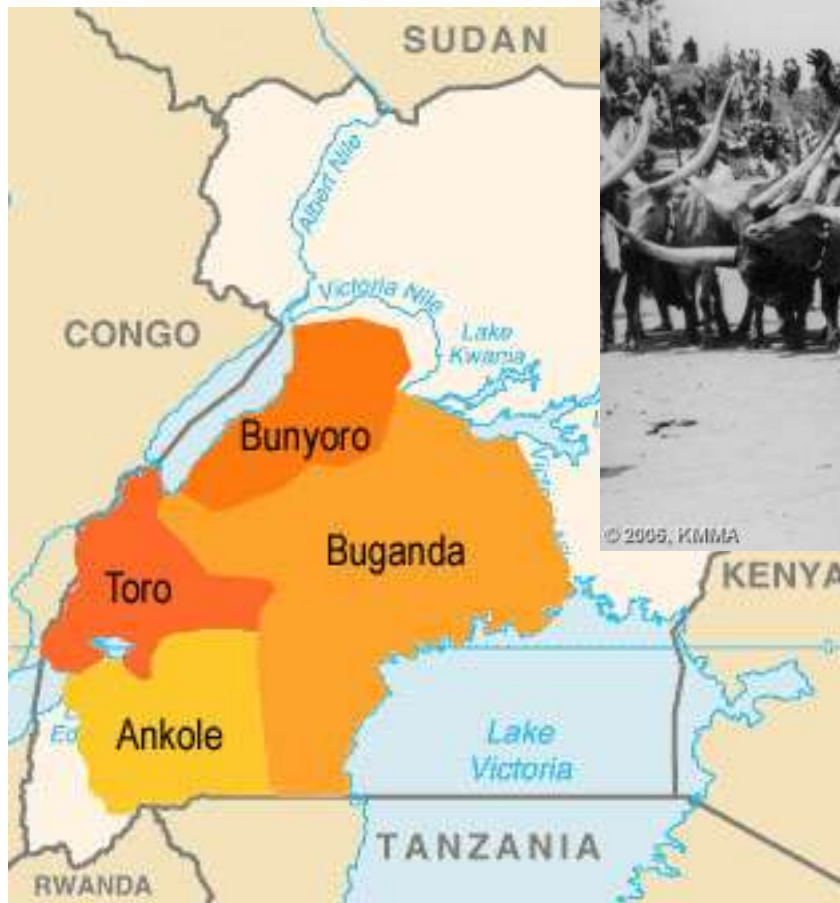 SUDAN
Albert Nile
Victoria Nile
CONGO
Lake
Kwania
Bunyoro
Buganda
© 2006, KMMA
KENYA
Toro
Ankole
Lake
Victoria
TANZANIA
RWANDA